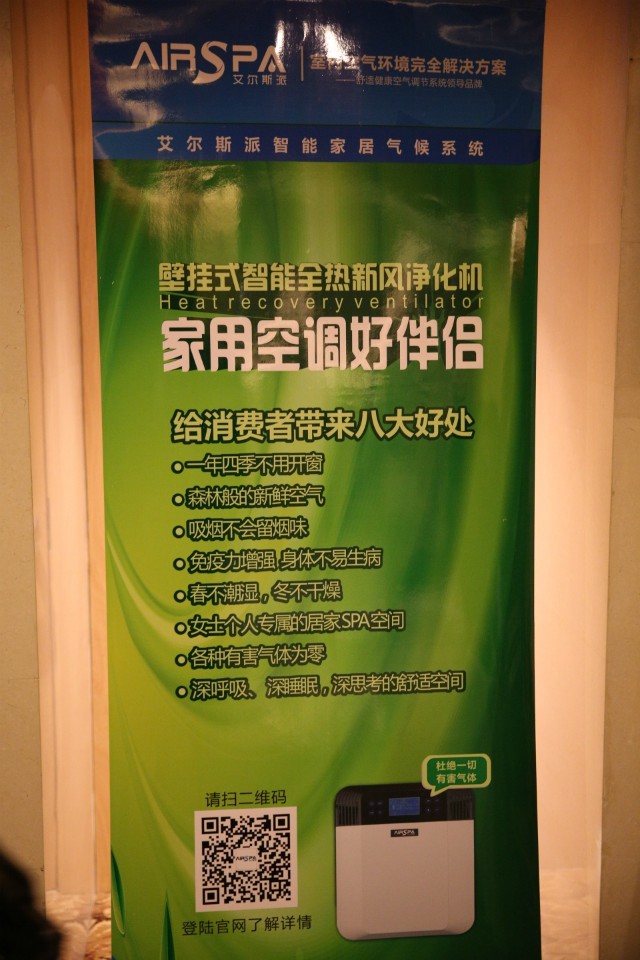 AIRSPA
艾尔斯派
室内空气环境完全解决方案
——舒适健康空气调节系统领导品牌
艾尔斯派智能家居气候系统
壁挂式智能全热新风净化机
Heat recovery ventilator
家用空调好伴侣
给消费者带来八大好处
•一年四季不用开窗
•森林般的新鲜空气
•吸烟不会留烟味
•免疫力增强 身体不易生病
•春不潮湿，冬不干燥
•女士个人专属的居家SPA空间
•各种有害气体为零
•深呼吸、深睡眠，深思考的舒适空间
杜绝一切
有害气体
请扫二维码
AIRSPA
AIRSPA
登陆官网了解详情